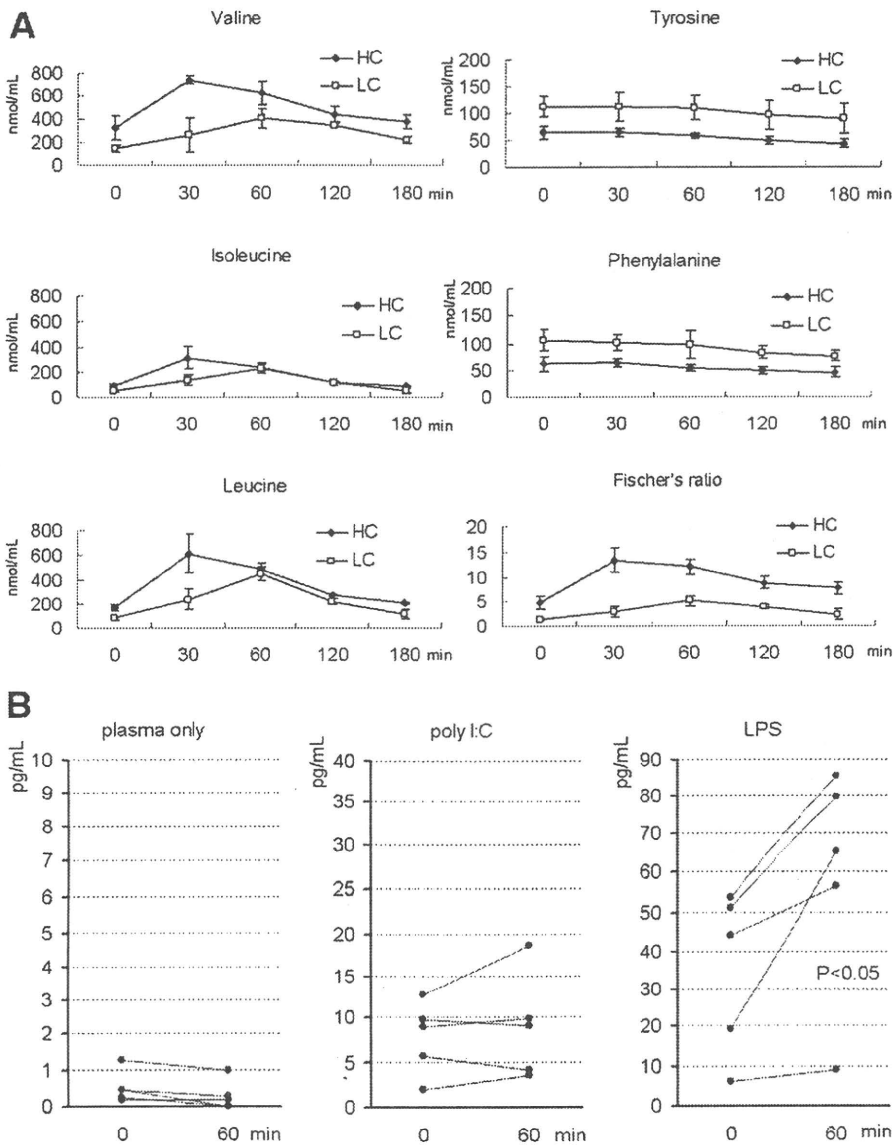 A
Valine
nmol/mL
800
600
400
200
0
HC
LC
0 30 60 120 180 min
Tyrosine
nmol/mL
200
150
100
50
0
HC
LC
0 30 60 120 180 min
Isoleucine
nmol/mL
800
600
400
200
0
HC
LC
0 30 60 120 180 min
Phenylalanine
nmol/mL
200
150
100
50
0
HC
LC
0 30 60 120 180 min
Leucine
nmol/mL
800
600
400
200
0
HC
LC
0 30 60 120 180 min
Fischer's ratio
20
15
10
5
0
HC
LC
0 30 60 120 180 min
B
plasma only
pg/mL
10
9
8
7
6
5
4
3
2
1
0
0 60 min
poly I:C
pg/mL
40
35
30
25
20
15
10
5
0
0 60 min
LPS
pg/mL
90
80
70
60
50
40
30
20
10
0
P<0.05
0 60 min